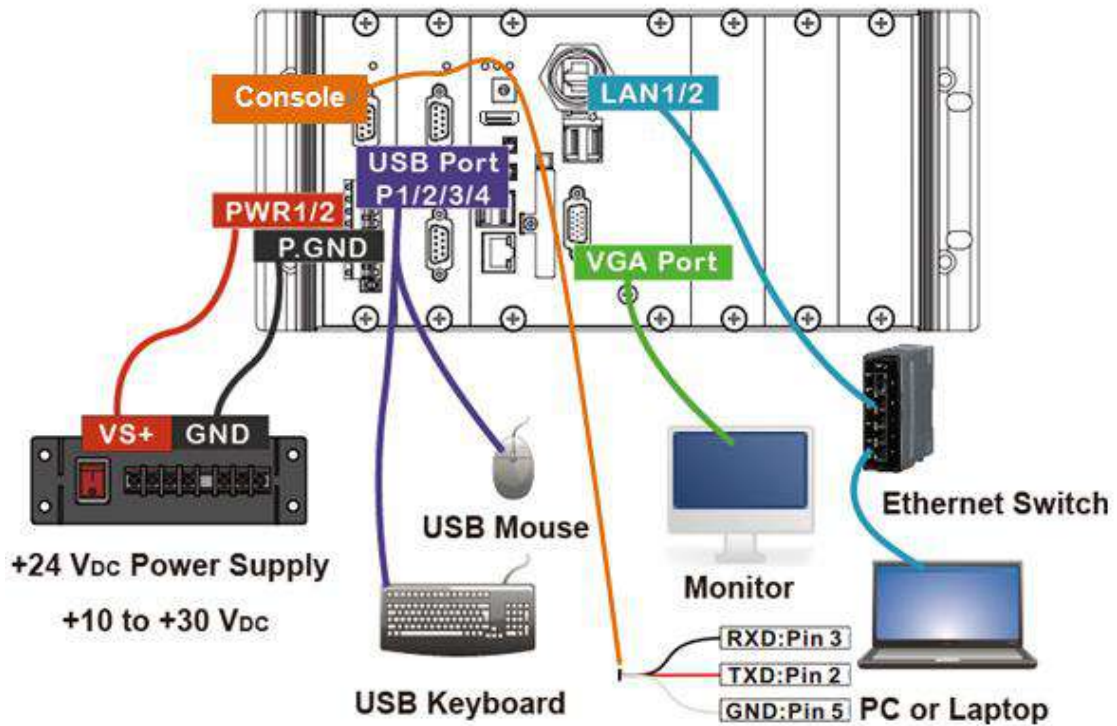 Console
LAN1/2
USB Port
P1/2/3/4
PWR1/2
P.GND
VGA Port
VS+ GND
+24 VDC Power Supply
+10 to +30 VDC
USB Mouse
USB Keyboard
Monitor
Ethernet Switch
RXD:Pin 3
TXD:Pin 2
GND:Pin 5
PC or Laptop